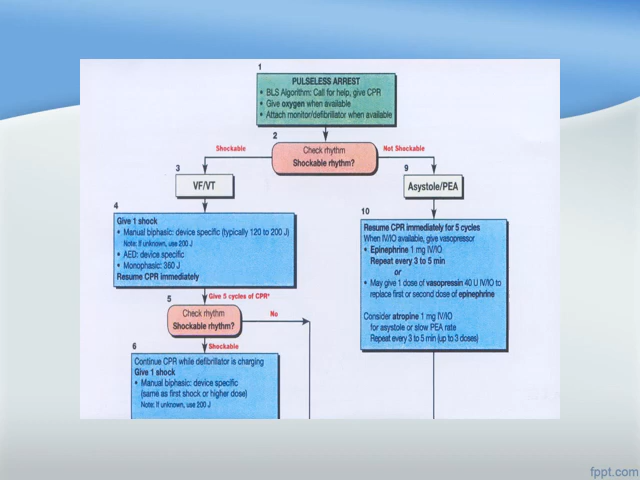 1
PULSELESS ARREST
• BLS Algorithm: Call for help, give CPR
• Give oxygen when available
• Attach monitor/defibrillator when available
2
Shockable
Check rhythm
Shockable rhythm?
Not Shockable
3
VF/VT
9
Asystole/PEA
4
Give 1 shock
• Manual biphasic: device specific (typically 120 to 200 J)
Note: If unknown, use 200 J
• AED: device specific
• Monophasic: 360 J
Resume CPR immediately
10
Resume CPR immediately for 5 cycles
When IV/IO available, give vasopressor
• Epinephrine 1 mg IV/IO
Repeat every 3 to 5 min
or
• May give 1 dose of vasopressin 40 U IV/IO to
replace first or second dose of epinephrine
Consider atropine 1 mg IV/IO
for asystole or slow PEA rate
Repeat every 3 to 5 min (up to 3 doses)
Give 5 cycles of CPR*
5
Check rhythm
Shockable rhythm?
No
Shockable
6
Continue CPR while defibrillator is charging
Give 1 shock
• Manual biphasic: device specific
(same as first shock or higher dose)
Note: If unknown, use 200 J
fppt.com